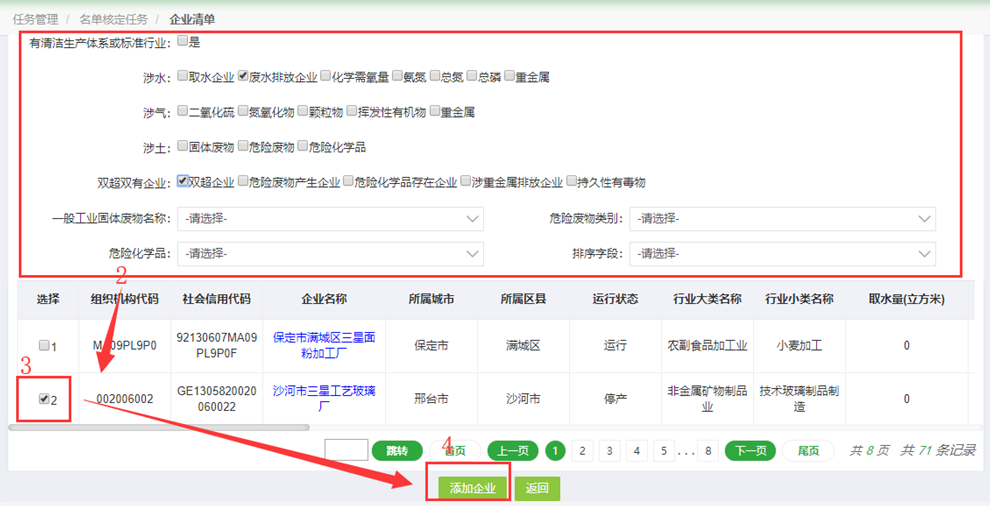 任务管理 / 名单核定任务 / 企业清单
有清洁生产体系或标准行业: 是
涉水: 取水企业 废水排放企业 化学需氧量 氨氮 总氮 总磷 重金属
涉气: 二氧化硫 氮氧化物 颗粒物 挥发性有机物 重金属
涉土: 固体废物 危险废物 危险化学品
双超双有企业: 双超企业 危险废物产生企业 危险化学品存在企业 涉重金属排放企业 持久性有毒物
一般工业固体废物名称: -请选择- 危险废物类别: -请选择-
危险化学品: -请选择- 排序字段: -请选择-
2
选择 组织机构代码 社会信用代码 企业名称 所属城市 所属区县 运行状态 行业大类名称 行业小类名称 取水量(立方米)
1 MA09PL9P0 92130607MA09PL9P0F 保定市满城区三星面粉加工厂 保定市 满城区 运行 农副食品加工业 小麦加工 0
3
2 002006002 GE1305820020060022 沙河市三星工艺玻璃厂 邢台市 沙河市 停产 非金属矿物制品业 技术玻璃制品制造 0
4
跳转 首页 上一页 1 2 3 4 5 ... 8 下一页 尾页 共 8 页 共 71 条记录
添加企业 返回